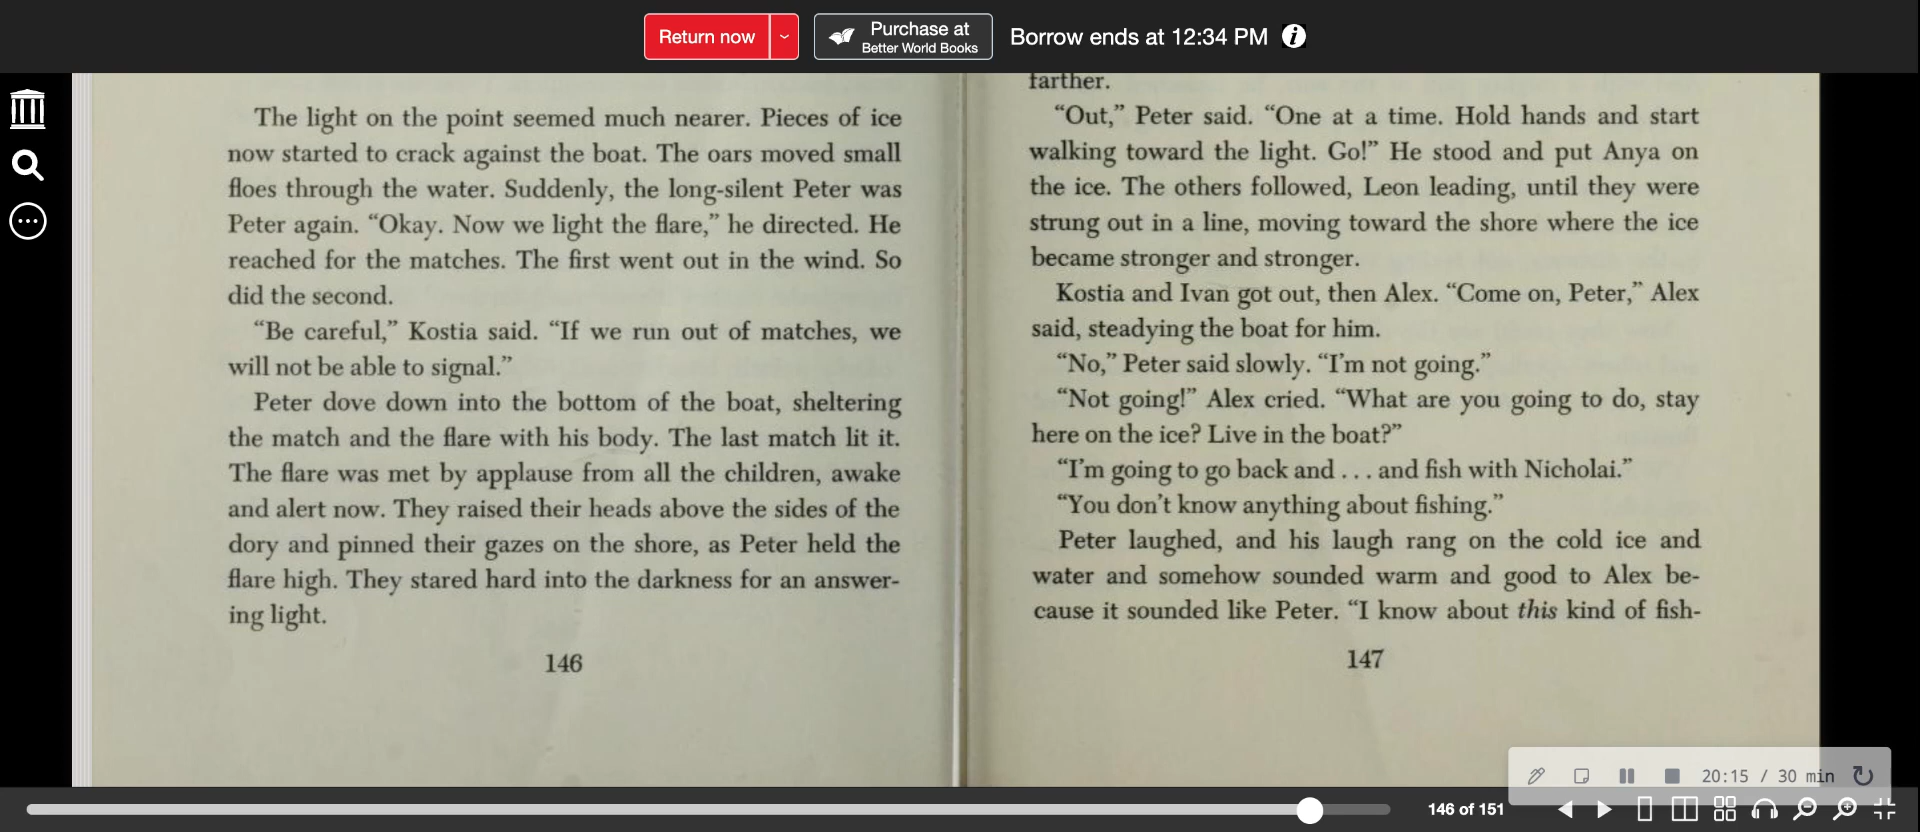 Return now
Purchase at
Better World Books
Borrow ends at 12:34 PM
The light on the point seemed much nearer. Pieces of ice
now started to crack against the boat. The oars moved small
floes through the water. Suddenly, the long-silent Peter was
Peter again. “Okay. Now we light the flare,” he directed. He
reached for the matches. The first went out in the wind. So
did the second.
“Be careful,” Kostia said. “If we run out of matches, we
will not be able to signal.”
Peter dove down into the bottom of the boat, sheltering
the match and the flare with his body. The last match lit it.
The flare was met by applause from all the children, awake
and alert now. They raised their heads above the sides of the
dory and pinned their gazes on the shore, as Peter held the
flare high. They stared hard into the darkness for an answer-
ing light.
146
farther.
“Out,” Peter said. “One at a time. Hold hands and start
walking toward the light. Go!” He stood and put Anya on
the ice. The others followed, Leon leading, until they were
strung out in a line, moving toward the shore where the ice
became stronger and stronger.
Kostia and Ivan got out, then Alex. “Come on, Peter,” Alex
said, steadying the boat for him.
“No,” Peter said slowly. “I’m not going.”
“Not going!” Alex cried. “What are you going to do, stay
here on the ice? Live in the boat?”
“I’m going to go back and . . . and fish with Nicholai.”
“You don’t know anything about fishing.”
Peter laughed, and his laugh rang on the cold ice and
water and somehow sounded warm and good to Alex be-
cause it sounded like Peter. “I know about this kind of fish-
147
20:15 / 30 min
146 of 151